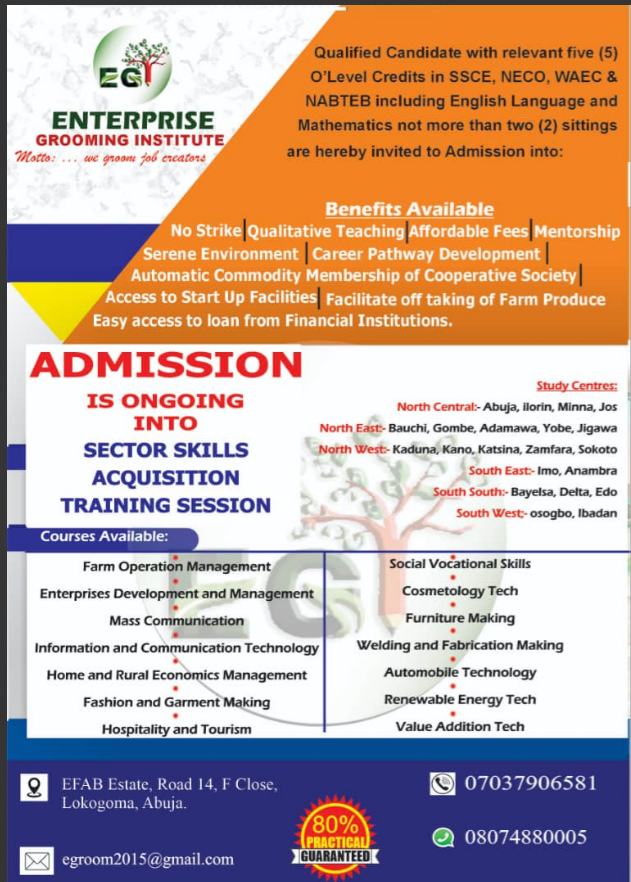 EGI
ENTERPRISE
GROOMING INSTITUTE
Motto: ... we groom job creators
Qualified Candidate with relevant five (5)
O'Level Credits in SSCE, NECO, WAEC &
NABTEB including English Language and
Mathematics not more than two (2) sittings
are hereby invited to Admission into:
Benefits Available
No Strike|Qualitative Teaching|Affordable Fees|Mentorship
Serene Environment | Career Pathway Development |
Automatic Commodity Membership of Cooperative Society|
Access to Start Up Facilities| Facilitate off taking of Farm Produce
Easy access to loan from Financial Institutions.
ADMISSION
IS ONGOING
INTO
SECTOR SKILLS
ACQUISITION
TRAINING SESSION
Study Centres:
North Central:- Abuja, ilorin, Minna, Jos
North East:- Bauchi, Gombe, Adamawa, Yobe, Jigawa
North West:- Kaduna, Kano, Katsina, Zamfara, Sokoto
South East:- Imo, Anambra
South South:- Bayelsa, Delta, Edo
South West;- osogbo, Ibadan
Courses Available:
Farm Operation Management
Enterprises Development and Management
Mass Communication
Information and Communication Technology
Home and Rural Economics Management
Fashion and Garment Making
Hospitality and Tourism
Social Vocational Skills
Cosmetology Tech
Furniture Making
Welding and Fabrication Making
Automobile Technology
Renewable Energy Tech
Value Addition Tech
EGI
EFAB Estate, Road 14, F Close,
Lokogoma, Abuja.
egroom2015@gmail.com
80%
PRACTICAL
GUARANTEED
07037906581
08074880005